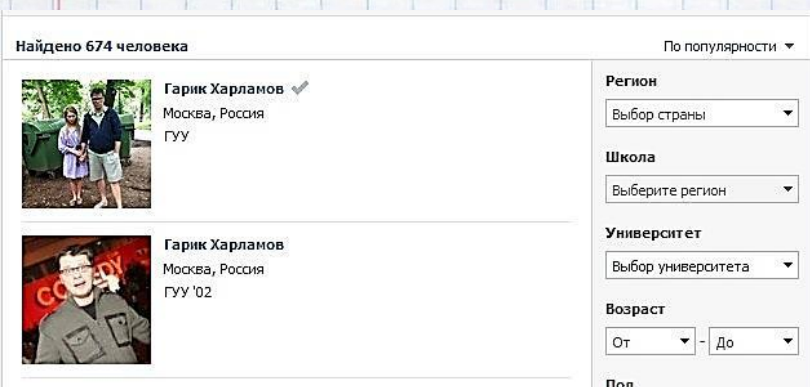 Найдено 674 человека
По популярности
Гарик Харламов
Москва, Россия
ГУУ
Гарик Харламов
Москва, Россия
ГУУ '02
Регион
Выбор страны
Школа
Выберите регион
Университет
Выбор университета
Возраст
От - До
Пол